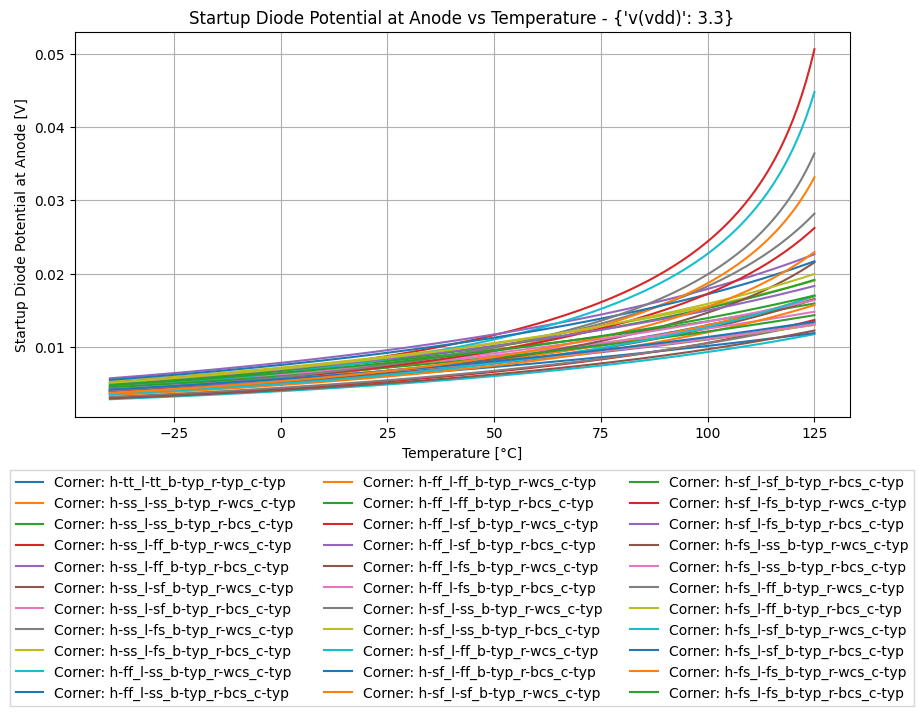 Startup Diode Potential at Anode vs Temperature - {'v(vdd)': 3.3}
Startup Diode Potential at Anode [V]
0.05
0.04
0.03
0.02
0.01
−25
0
25
50
75
100
125
Temperature [°C]
Corner: h-tt_l-tt_b-typ_r-typ_c-typ
Corner: h-ss_l-ss_b-typ_r-wcs_c-typ
Corner: h-ss_l-ss_b-typ_r-bcs_c-typ
Corner: h-ss_l-ff_b-typ_r-wcs_c-typ
Corner: h-ss_l-ff_b-typ_r-bcs_c-typ
Corner: h-ss_l-sf_b-typ_r-wcs_c-typ
Corner: h-ss_l-sf_b-typ_r-bcs_c-typ
Corner: h-ss_l-fs_b-typ_r-wcs_c-typ
Corner: h-ss_l-fs_b-typ_r-bcs_c-typ
Corner: h-ff_l-ss_b-typ_r-wcs_c-typ
Corner: h-ff_l-ss_b-typ_r-bcs_c-typ
Corner: h-ff_l-ff_b-typ_r-wcs_c-typ
Corner: h-ff_l-ff_b-typ_r-bcs_c-typ
Corner: h-ff_l-sf_b-typ_r-wcs_c-typ
Corner: h-ff_l-sf_b-typ_r-bcs_c-typ
Corner: h-ff_l-fs_b-typ_r-wcs_c-typ
Corner: h-ff_l-fs_b-typ_r-bcs_c-typ
Corner: h-sf_l-ss_b-typ_r-wcs_c-typ
Corner: h-sf_l-ss_b-typ_r-bcs_c-typ
Corner: h-sf_l-ff_b-typ_r-wcs_c-typ
Corner: h-sf_l-ff_b-typ_r-bcs_c-typ
Corner: h-sf_l-sf_b-typ_r-wcs_c-typ
Corner: h-sf_l-sf_b-typ_r-bcs_c-typ
Corner: h-sf_l-fs_b-typ_r-wcs_c-typ
Corner: h-sf_l-fs_b-typ_r-bcs_c-typ
Corner: h-fs_l-ss_b-typ_r-wcs_c-typ
Corner: h-fs_l-ss_b-typ_r-bcs_c-typ
Corner: h-fs_l-ff_b-typ_r-wcs_c-typ
Corner: h-fs_l-ff_b-typ_r-bcs_c-typ
Corner: h-fs_l-sf_b-typ_r-wcs_c-typ
Corner: h-fs_l-sf_b-typ_r-bcs_c-typ
Corner: h-fs_l-fs_b-typ_r-wcs_c-typ
Corner: h-fs_l-fs_b-typ_r-bcs_c-typ